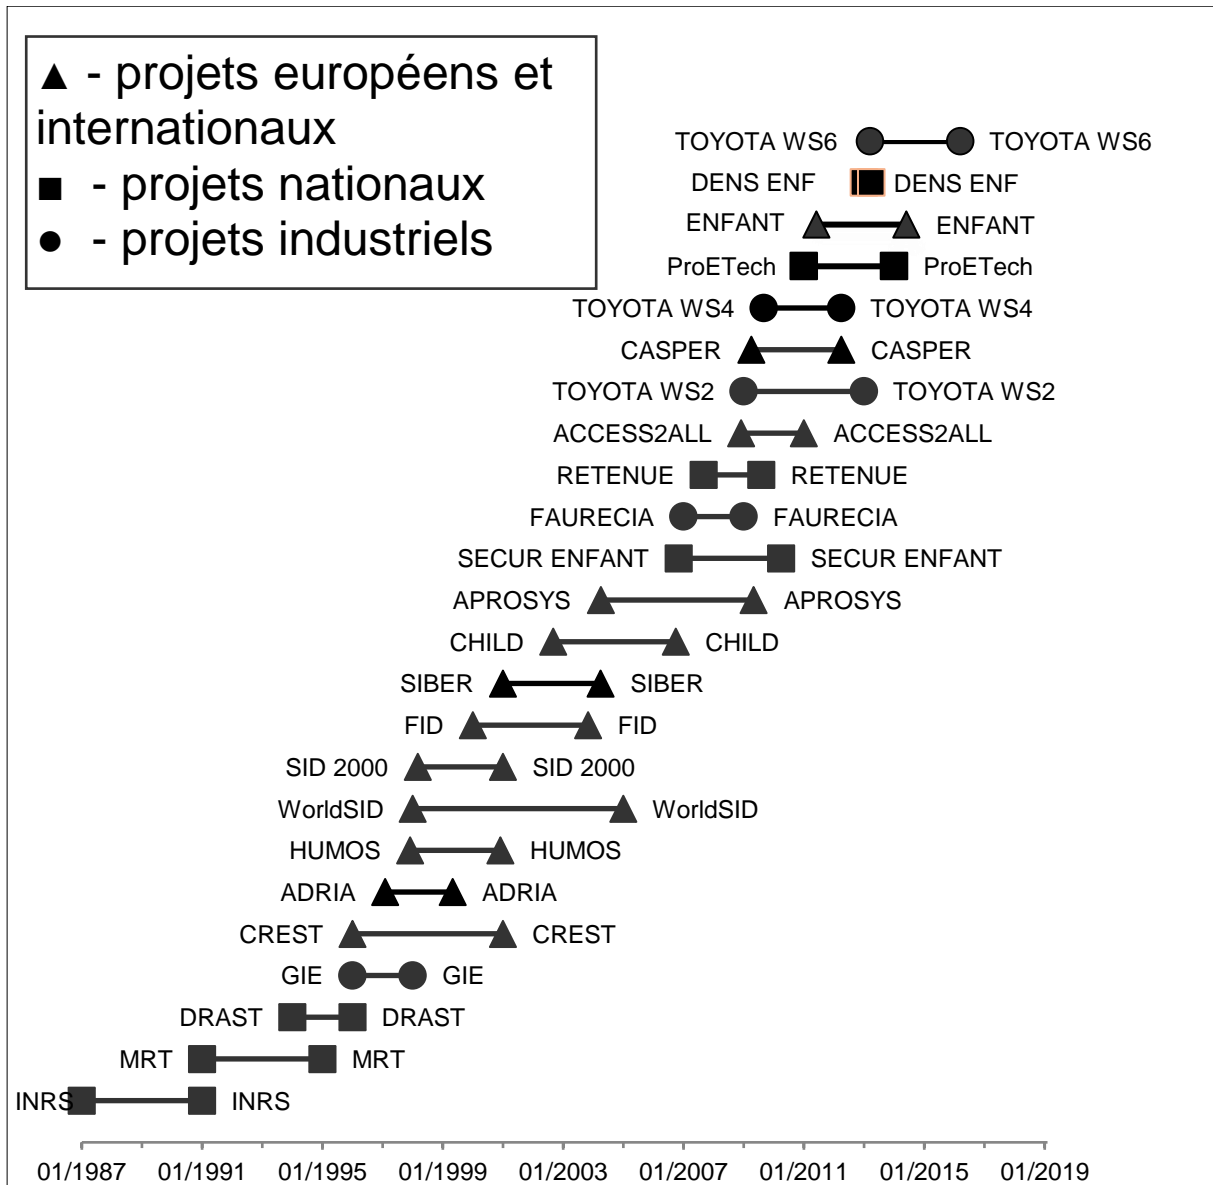 ▲ - projets européens et
internationaux
■ - projets nationaux
● - projets industriels
TOYOTA WS6 TOYOTA WS6
DENS ENF DENS ENF
ENFANT ENFANT
ProETech ProETech
TOYOTA WS4 TOYOTA WS4
CASPER CASPER
TOYOTA WS2 TOYOTA WS2
ACCESS2ALL ACCESS2ALL
RETENUE RETENUE
FAURECIA FAURECIA
SECUR ENFANT SECUR ENFANT
APROSYS APROSYS
CHILD CHILD
SIBER SIBER
FID FID
SID 2000 SID 2000
WorldSID WorldSID
HUMOS HUMOS
ADRIA ADRIA
CREST CREST
GIE GIE
DRAST DRAST
MRT MRT
INRS INRS
01/1987 01/1991 01/1995 01/1999 01/2003 01/2007 01/2011 01/2015 01/2019